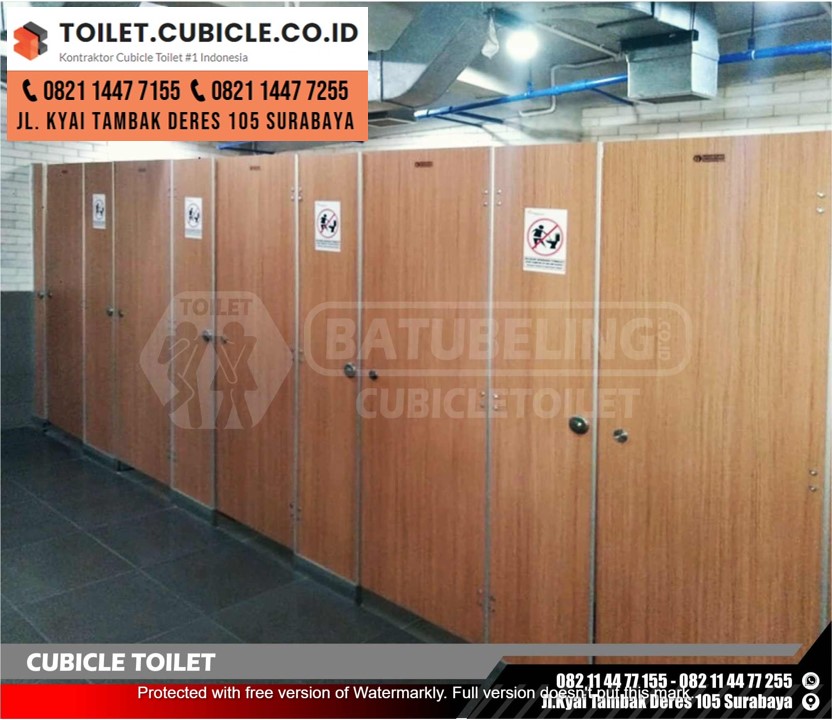 TOILET.CUBICLE.CO.ID
Kontraktor Cubicle Toilet #1 Indonesia
0821 1447 7155 0821 1447 7255
JL. KYAI TAMBAK DERES 105 SURABAYA
TOILET
BATUBELING
CO.ID
CUBICLETOILET
CUBICLE TOILET
082 11 44 77 155 - 082 11 44 77 255
Jl.Kyai Tambak Deres 105 Surabaya
Protected with free version of Watermarkly. Full version doesn't put this mark.